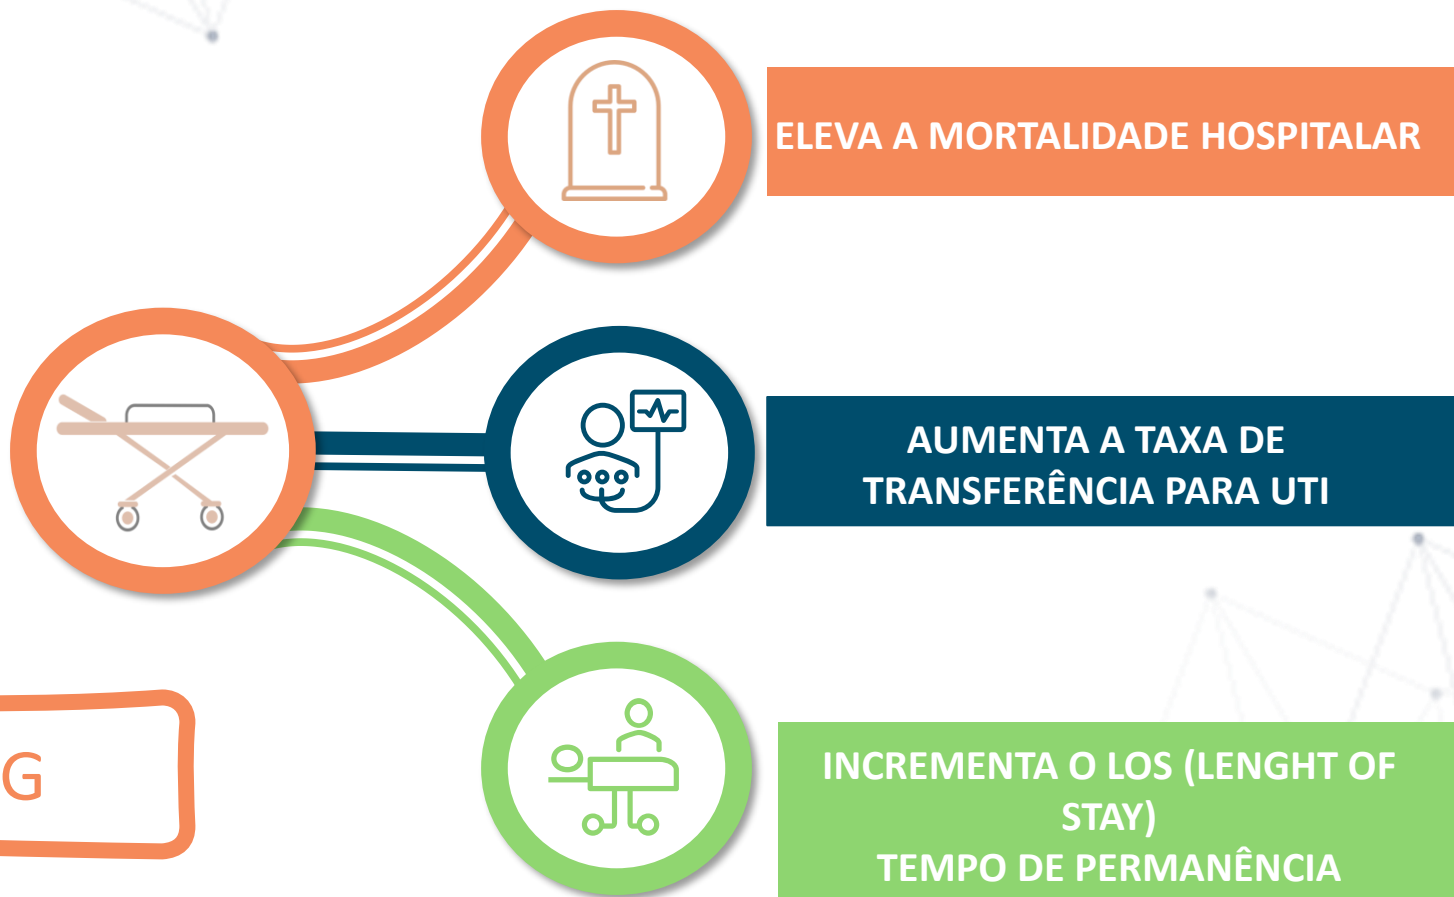 ELEVA A MORTALIDADE HOSPITALAR
AUMENTA A TAXA DE
TRANSFERÊNCIA PARA UTI
G
INCREMENTA O LOS (LENGHT OF
STAY)
TEMPO DE PERMANÊNCIA